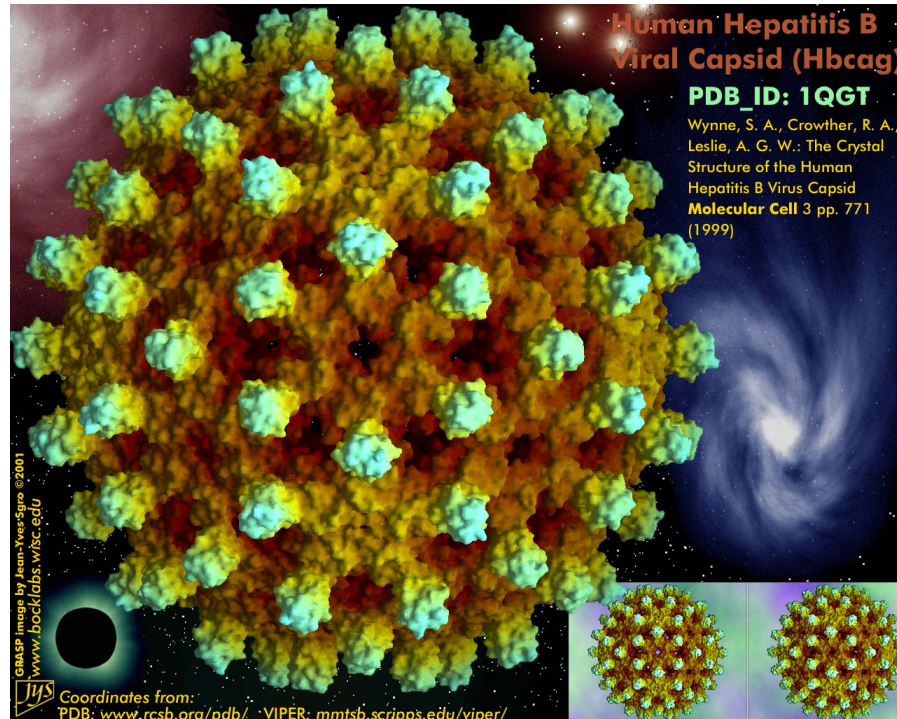 Human Hepatitis B
Viral Capsid (Hbcag)
PDB_ID: 1QGT
Wynne, S. A., Crowther, R. A.,
Leslie, A. G. W.: The Crystal
Structure of the Human
Hepatitis B Virus Capsid
Molecular Cell 3 pp. 771
(1999)
GRASP image by Jean-Yves Sgro ©2001
www.bocklabs.wisc.edu
JYS
Coordinates from:
PDB: www.rcsb.org/pdb/ VIPER: mmtsb.scripps.edu/viper/